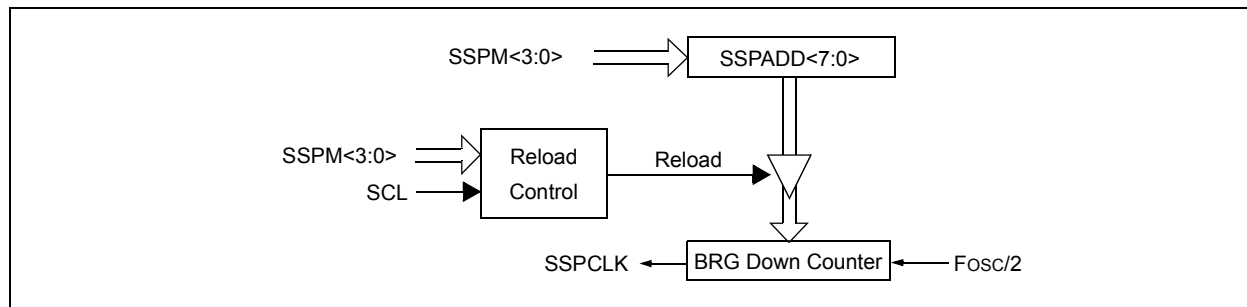 SSPM<3:0>
SSPADD<7:0>
SSPM<3:0>
SCL
Reload
Control
Reload
SSPCLK
BRG Down Counter
FOSC/2